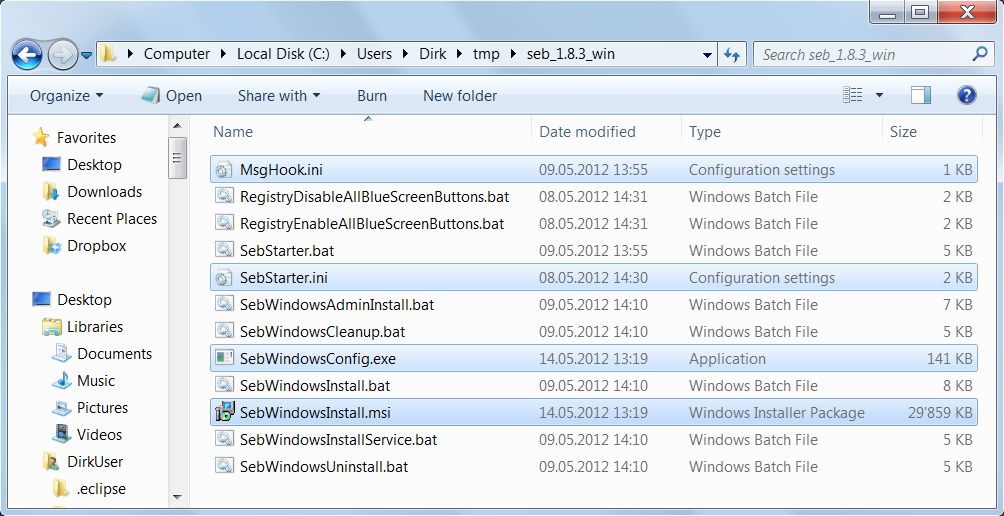 Computer Local Disk (C:) Users Dirk tmp seb_1.8.3_win Search seb_1.8.3_win
Organize Open Share with Burn New folder ?
Name Date modified Type Size
Favorites
Desktop
Downloads
Recent Places
Dropbox
Desktop
Libraries
Documents
Music
Pictures
Videos
DirkUser
.eclipse
MsgHook.ini 09.05.2012 13:55 Configuration settings 1 KB
RegistryDisableAllBlueScreenButtons.bat 08.05.2012 14:31 Windows Batch File 2 KB
RegistryEnableAllBlueScreenButtons.bat 08.05.2012 14:31 Windows Batch File 2 KB
SebStarter.bat 09.05.2012 13:55 Windows Batch File 5 KB
SebStarter.ini 08.05.2012 14:30 Configuration settings 2 KB
SebWindowsAdminInstall.bat 09.05.2012 14:10 Windows Batch File 7 KB
SebWindowsCleanup.bat 09.05.2012 14:10 Windows Batch File 5 KB
SebWindowsConfig.exe 14.05.2012 13:19 Application 141 KB
SebWindowsInstall.bat 09.05.2012 14:10 Windows Batch File 8 KB
SebWindowsInstall.msi 14.05.2012 13:19 Windows Installer Package 29'859 KB
SebWindowsInstallService.bat 09.05.2012 14:10 Windows Batch File 5 KB
SebWindowsUninstall.bat 09.05.2012 14:10 Windows Batch File 5 KB